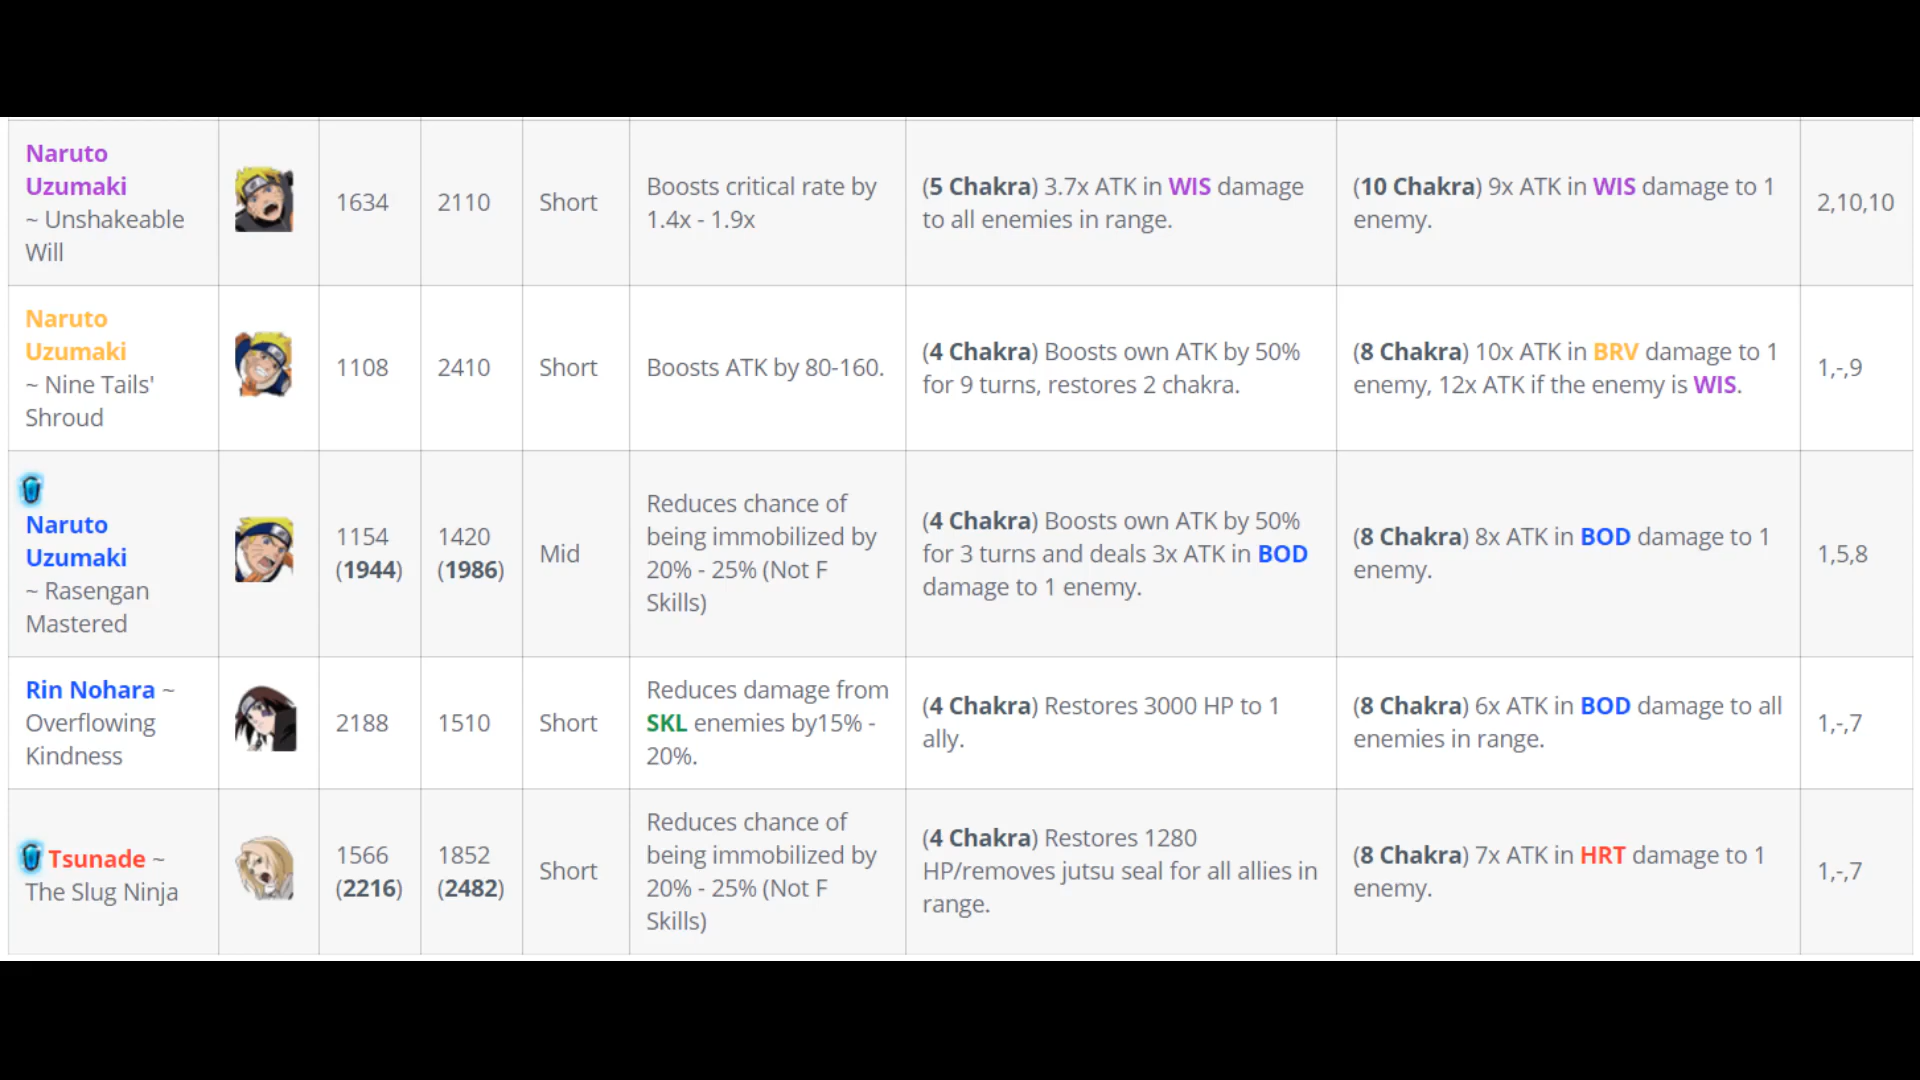 Naruto
Uzumaki
~ Unshakeable
Will
1634
2110
Short
Boosts critical rate by
1.4x - 1.9x
(5 Chakra) 3.7x ATK in WIS damage
to all enemies in range.
(10 Chakra) 9x ATK in WIS damage to 1
enemy.
2,10,10
Naruto
Uzumaki
~ Nine Tails'
Shroud
1108
2410
Short
Boosts ATK by 80-160.
(4 Chakra) Boosts own ATK by 50%
for 9 turns, restores 2 chakra.
(8 Chakra) 10x ATK in BRV damage to 1
enemy, 12x ATK if the enemy is WIS.
1,-,9
Naruto
Uzumaki
~ Rasengan
Mastered
1154
(1944)
1420
(1986)
Mid
Reduces chance of
being immobilized by
20% - 25% (Not F
Skills)
(4 Chakra) Boosts own ATK by 50%
for 3 turns and deals 3x ATK in BOD
damage to 1 enemy.
(8 Chakra) 8x ATK in BOD damage to 1
enemy.
1,5,8
Rin Nohara ~
Overflowing
Kindness
2188
1510
Short
Reduces damage from
SKL enemies by15% -
20%.
(4 Chakra) Restores 3000 HP to 1
ally.
(8 Chakra) 6x ATK in BOD damage to all
enemies in range.
1,-,7
Tsunade ~
The Slug Ninja
1566
(2216)
1852
(2482)
Short
Reduces chance of
being immobilized by
20% - 25% (Not F
Skills)
(4 Chakra) Restores 1280
HP/removes jutsu seal for all allies in
range.
(8 Chakra) 7x ATK in HRT damage to 1
enemy.
1,-,7